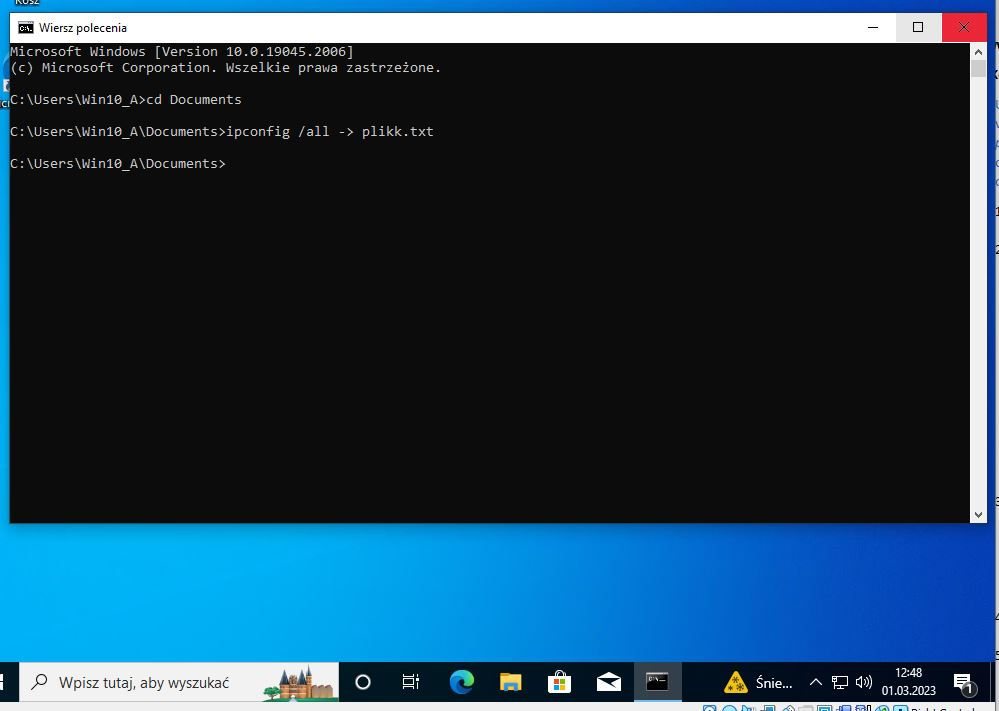 Kosz
Wiersz polecenia
Microsoft Windows [Version 10.0.19045.2006]
(c) Microsoft Corporation. Wszelkie prawa zastrzeżone.
C:\Users\Win10_A>cd Documents
C:\Users\Win10_A\Documents>ipconfig /all -> plikk.txt
C:\Users\Win10_A\Documents>
Wpisz tutaj, aby wyszukać
Śnie...
12:48
01.03.2023
1